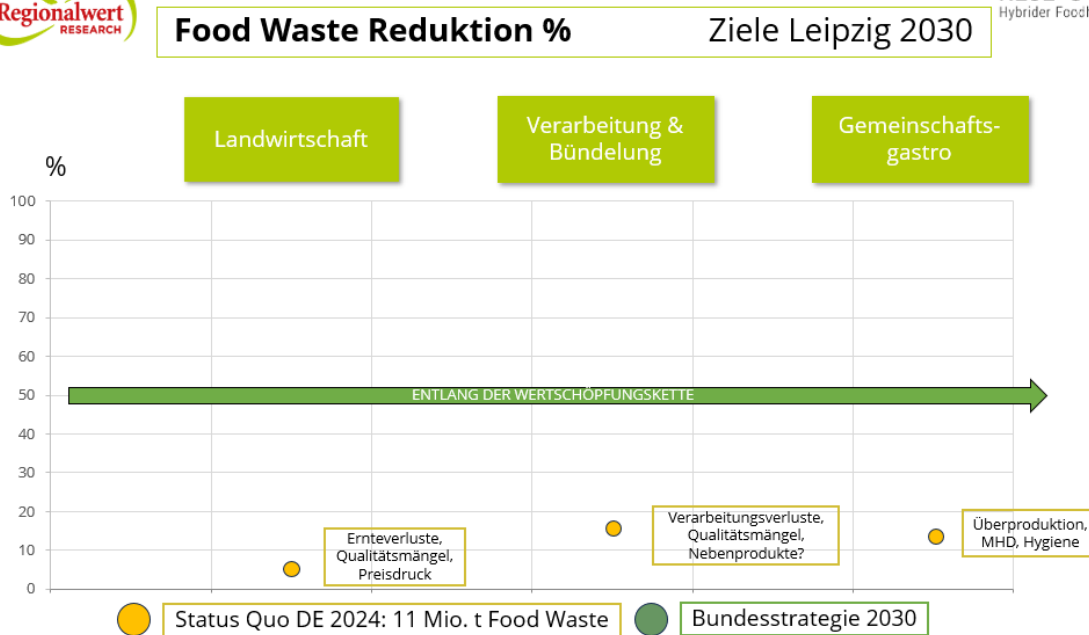 Regionalwert
RESEARCH
Food Waste Reduktion %
Ziele Leipzig 2030
Landwirtschaft
Verarbeitung &
Bündelung
Gemeinschafts-
gastro
%
100
90
80
70
60
50
40
30
20
10
0
ENTLANG DER WERTSCHÖPFUNGSKETTE
Ernteverluste,
Qualitätsmängel,
Preisdruck
Verarbeitungsverluste,
Qualitätsmängel,
Nebenprodukte?
Überproduktion,
MHD, Hygiene
Status Quo DE 2024: 11 Mio. t Food Waste
Bundesstrategie 2030
Hybrider